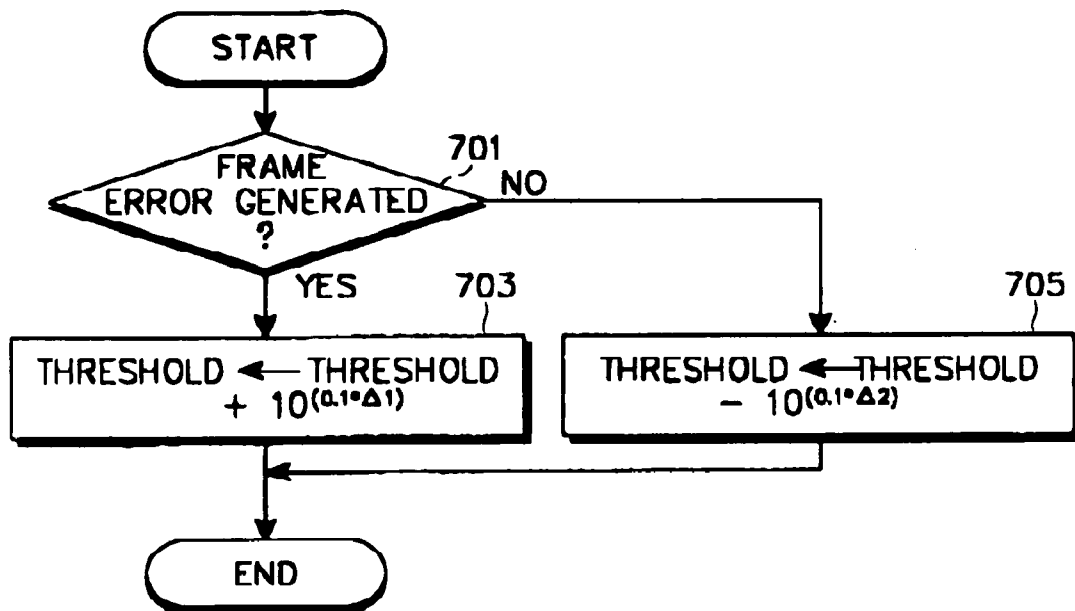 START
701
FRAME
ERROR GENERATED
?
NO
YES
703
THRESHOLD ← THRESHOLD
+ 10(0.1*Δ1)
705
THRESHOLD ← THRESHOLD
- 10(0.1*Δ2)
END